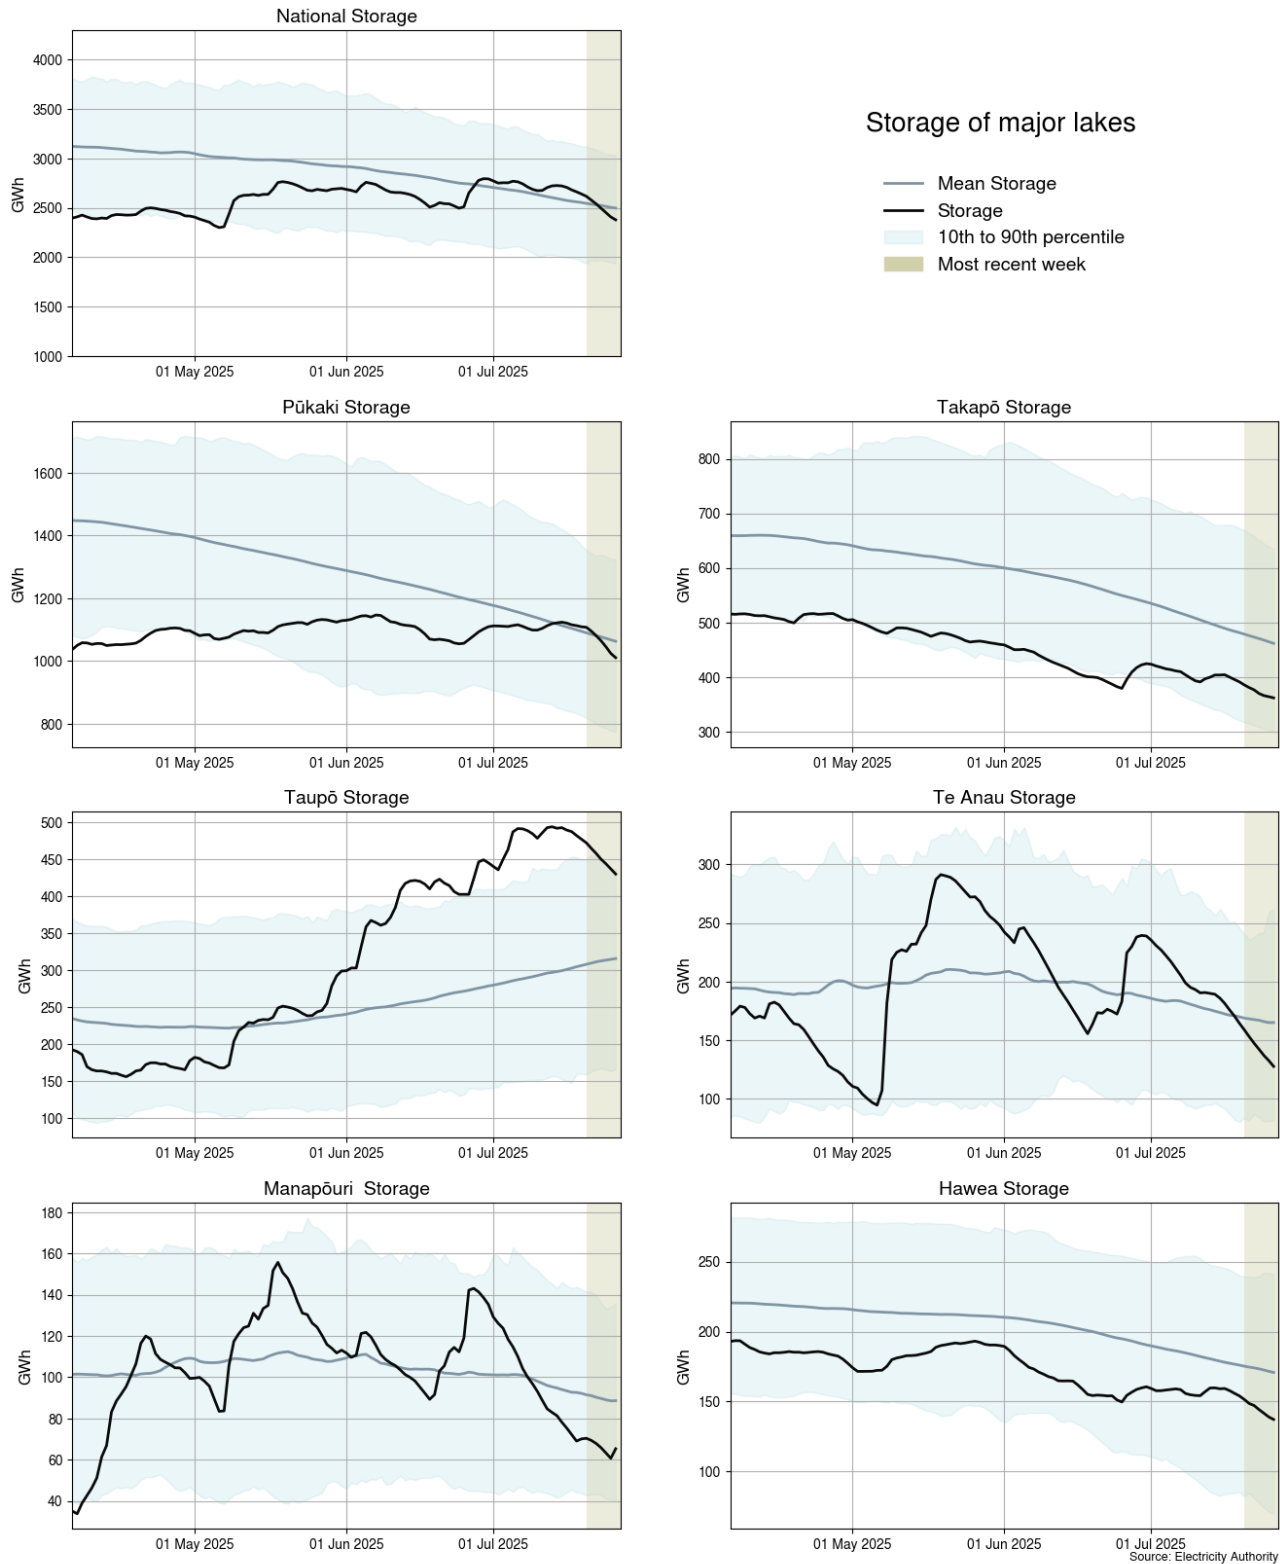 National Storage
GWh
4000
3500
3000
2500
2000
1500
1000
01 May 2025 01 Jun 2025 01 Jul 2025
Storage of major lakes
Mean Storage
Storage
10th to 90th percentile
Most recent week
Pūkaki Storage
GWh
1600
1400
1200
1000
800
01 May 2025 01 Jun 2025 01 Jul 2025
Takapō Storage
GWh
800
700
600
500
400
300
01 May 2025 01 Jun 2025 01 Jul 2025
Taupō Storage
GWh
500
450
400
350
300
250
200
150
100
01 May 2025 01 Jun 2025 01 Jul 2025
Te Anau Storage
GWh
300
250
200
150
100
01 May 2025 01 Jun 2025 01 Jul 2025
Manapōuri  Storage
GWh
180
160
140
120
100
80
60
40
01 May 2025 01 Jun 2025 01 Jul 2025
Hawea Storage
GWh
250
200
150
100
01 May 2025 01 Jun 2025 01 Jul 2025
Source: Electricity Authority